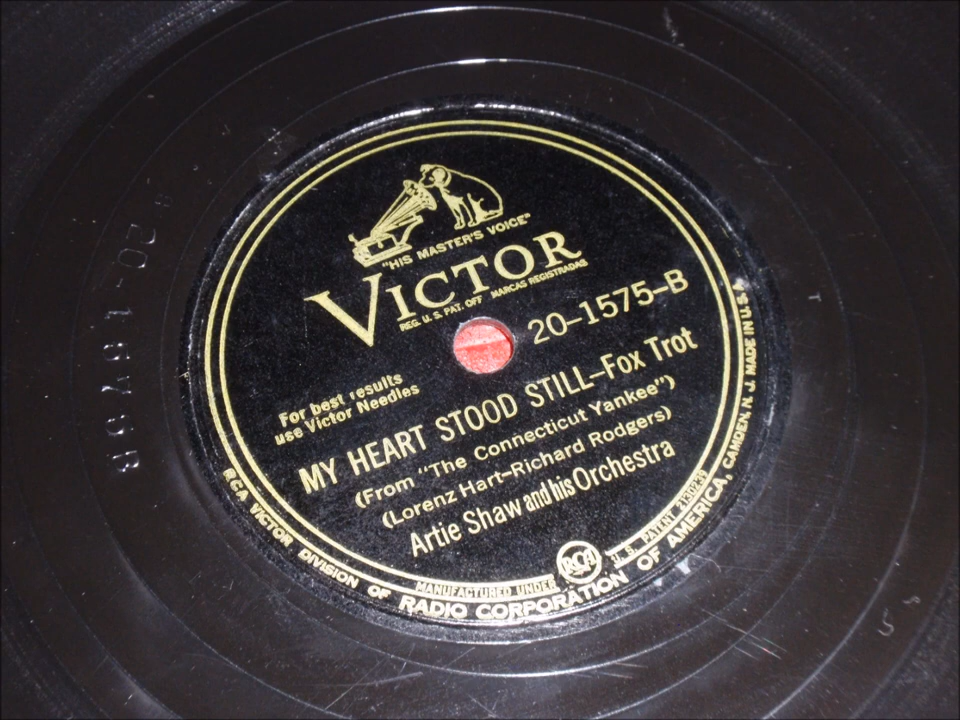 "HIS MASTER'S VOICE"
VICTOR
REG. U. S. PAT. OFF MARCAS REGISTRADAS
20-1575-B
For best results
use Victor Needles
MY HEART STOOD STILL-Fox Trot
(From "The Connecticut Yankee")
(Lorenz Hart-Richard Rodgers)
Artie Shaw and his Orchestra
MANUFACTURED UNDER RCA U. S. PATENT 2130239
RCA VICTOR DIVISION OF RADIO CORPORATION OF AMERICA, CAMDEN, N. J. MADE IN U.S.A.